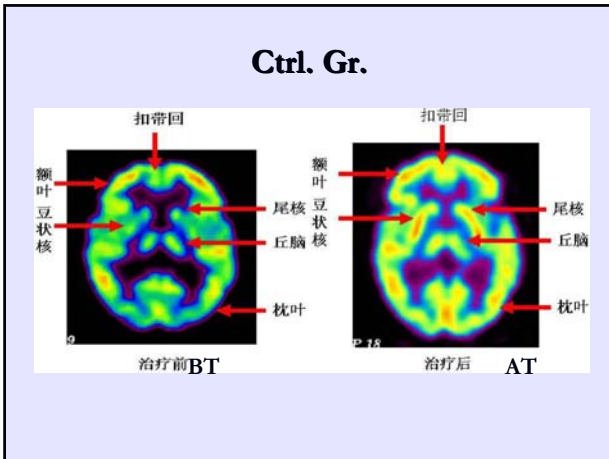 Ctrl. Gr.
扣带回
额叶
豆状核
尾核
丘脑
枕叶
9
治疗前BT
扣带回
额叶
豆状核
尾核
丘脑
枕叶
P 18
治疗后 AT